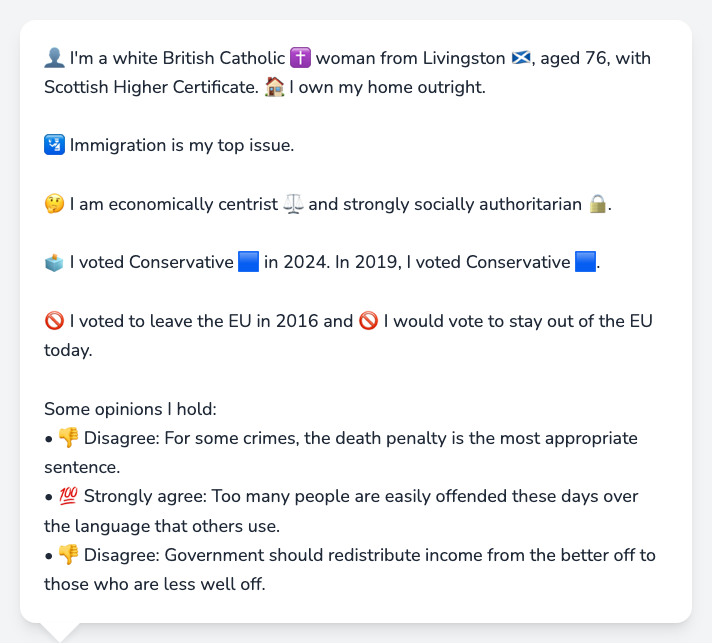 👤 I'm a white British Catholic ✝️ woman from Livingston 🏴󠁧󠁢󠁳󠁣󠁴󠁿, aged 76, with
Scottish Higher Certificate. 🏠 I own my home outright.
🛂 Immigration is my top issue.
🤔 I am economically centrist ⚖️ and strongly socially authoritarian 🔒.
🗳️ I voted Conservative 🟦 in 2024. In 2019, I voted Conservative 🟦.
🚫 I voted to leave the EU in 2016 and 🚫 I would vote to stay out of the EU
today.
Some opinions I hold:
• 👎 Disagree: For some crimes, the death penalty is the most appropriate
sentence.
• 💯 Strongly agree: Too many people are easily offended these days over
the language that others use.
• 👎 Disagree: Government should redistribute income from the better off to
those who are less well off.